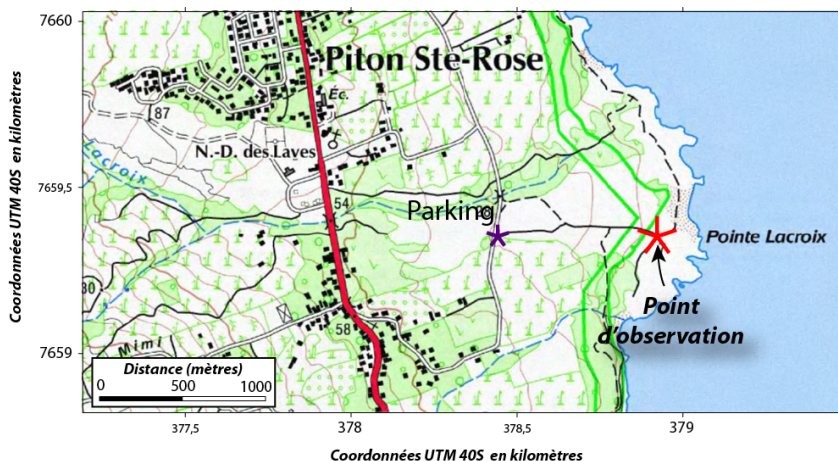 7660
Piton Ste-Rose
Éc.
87
N.-D. des Laves
Lacroix
7659,5
54
Parking
Pointe Lacroix
30
Point
d'observation
58
Mimi
7659
Distance (mètres)
0 500 1000
377,5 378 378,5 379
Coordonnées UTM 40S en kilomètres
Coordonnées UTM 40S en kilomètres